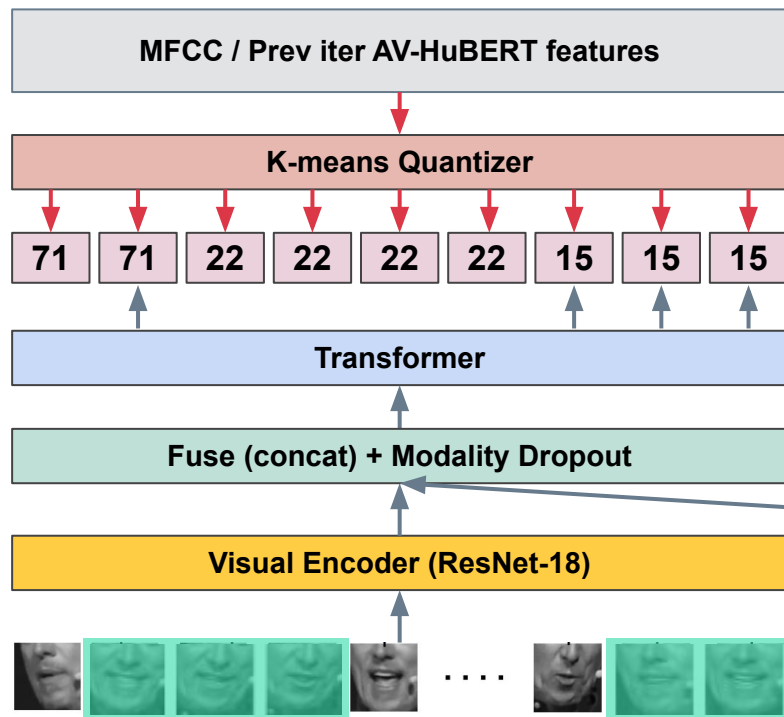 MFCC / Prev iter AV-HuBERT features
K-means Quantizer
71 71 22 22 22 22 15 15 15
Transformer
Fuse (concat) + Modality Dropout
Visual Encoder (ResNet-18)
. . . .